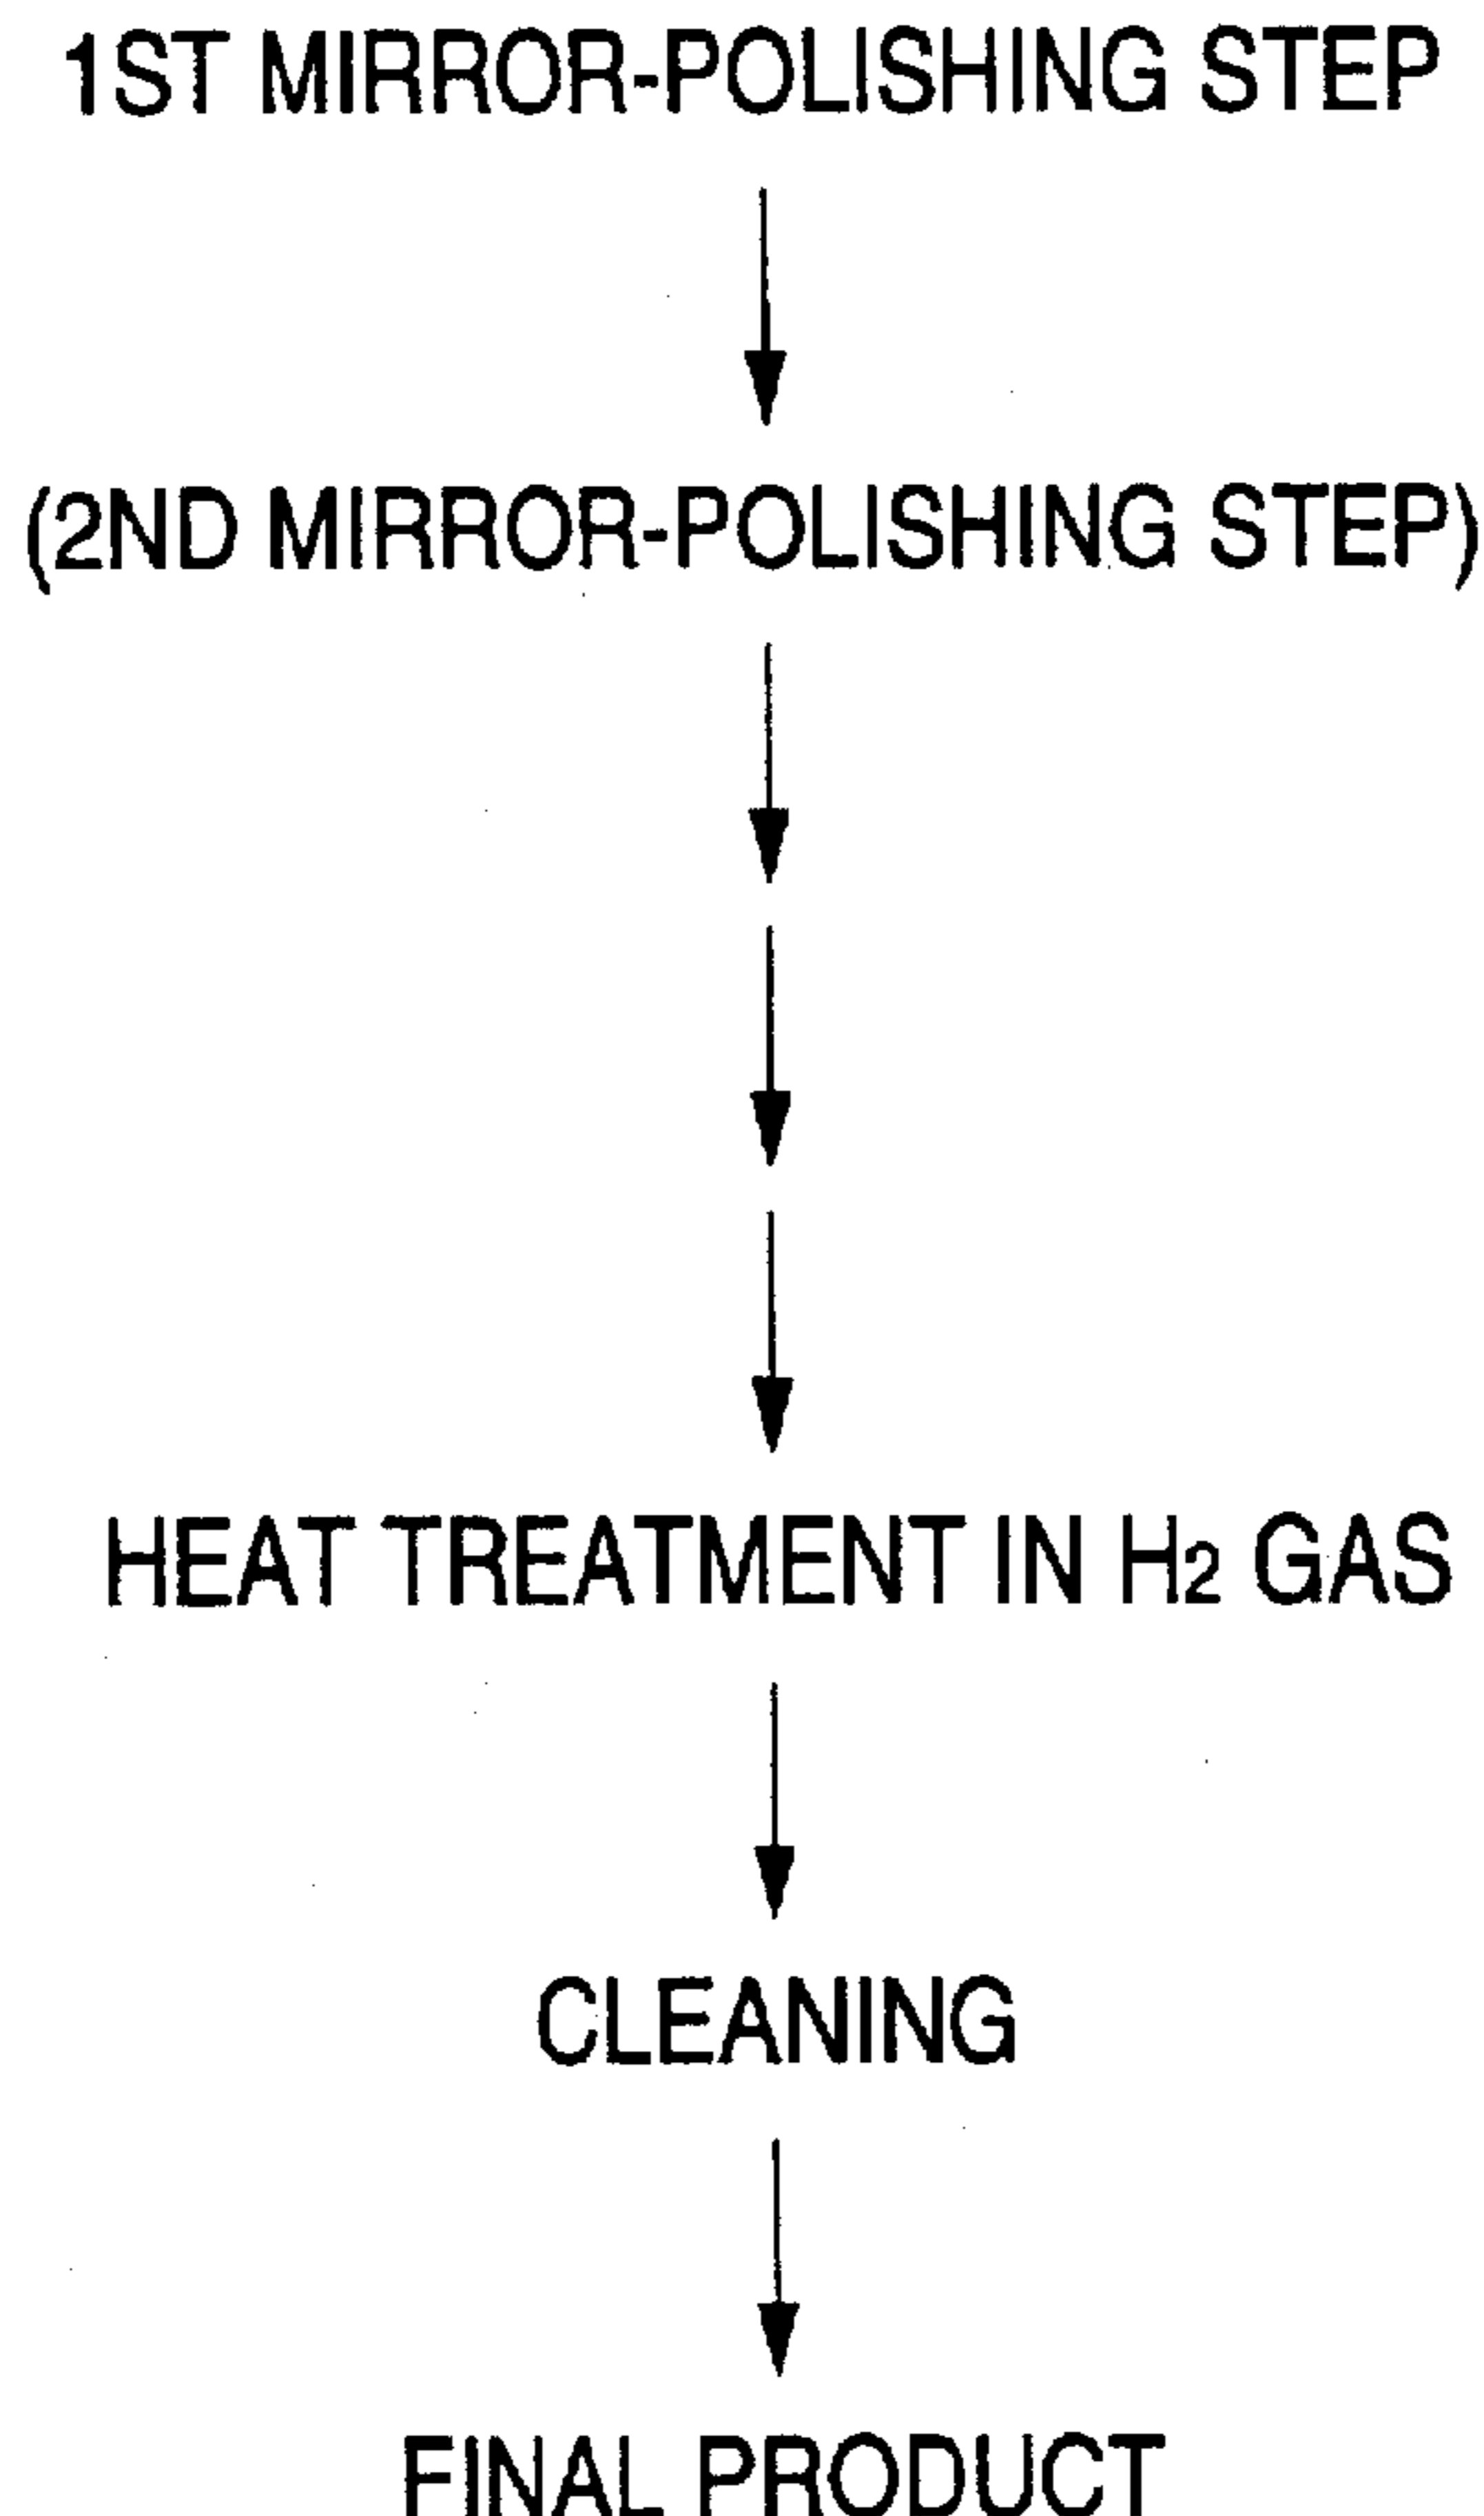 1ST MIRROR-POLISHING STEP
(2ND MIRROR-POLISHING STEP)
HEAT TREATMENT IN H2 GAS
CLEANING
FINAL PRODUCT